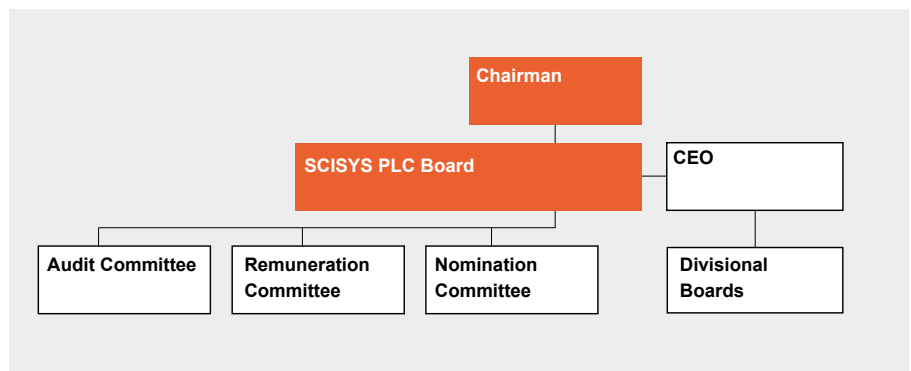 Chairman
SCISYS PLC Board
CEO
Audit Committee
Remuneration
Committee
Nomination
Committee
Divisional
Boards